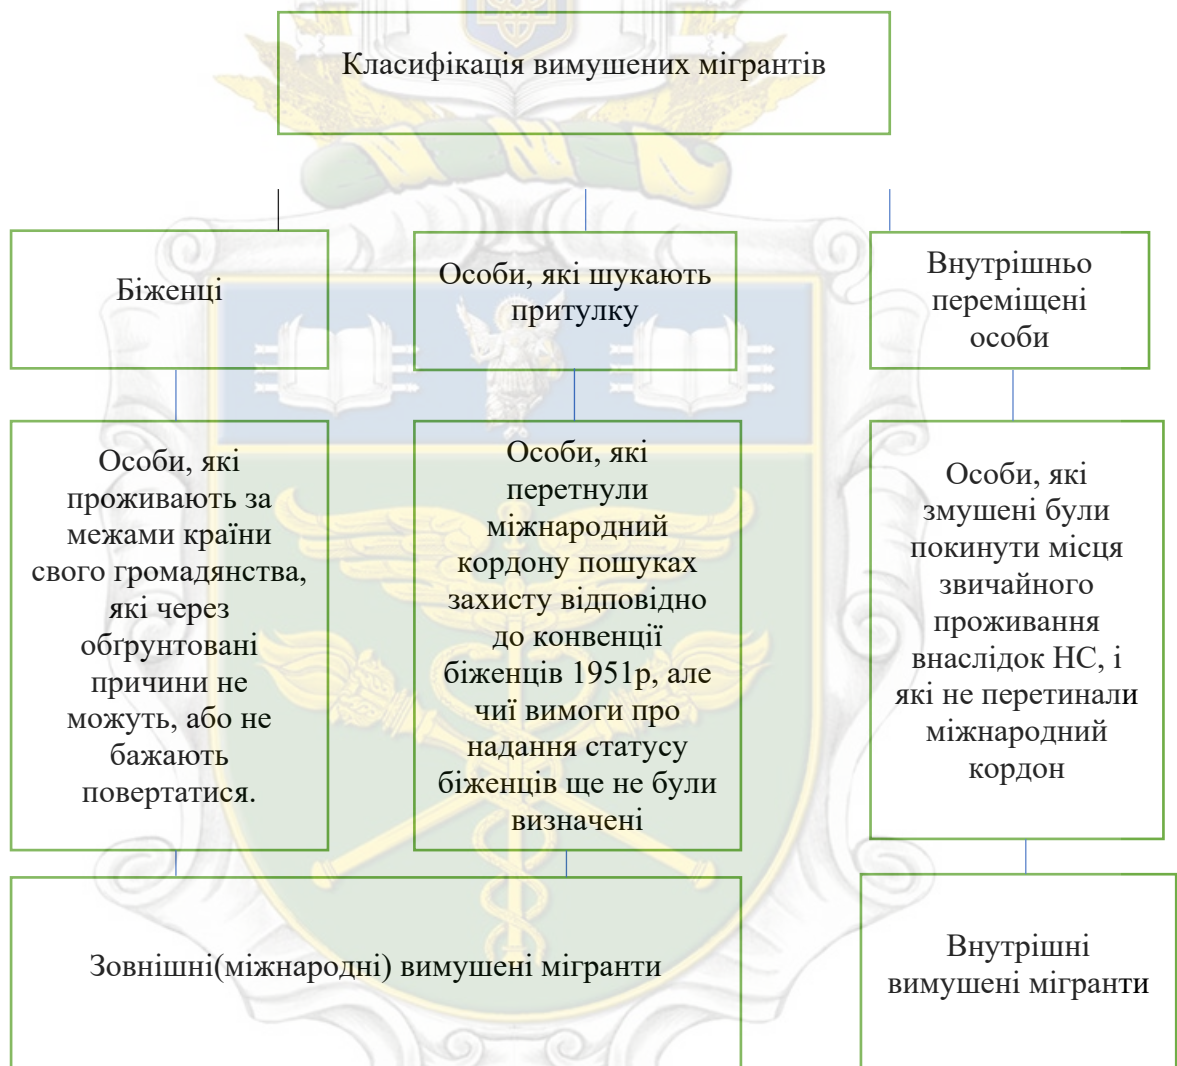 Класифікація вимушених мігрантів
Біженці
Особи, які шукають
притулку
Внутрішньо
переміщені
особи
Особи, які
проживають за
межами країни
свого громадянства,
які через
обґрунтовані
причини не
можуть, або не
бажають
повертатися.
Особи, які
перетнули
міжнародний
кордону пошуках
захисту відповідно
до конвенції
біженців 1951р, але
чиї вимоги про
надання статусу
біженців ще не були
визначені
Особи, які
змушені були
покинути місця
звичайного
проживання
внаслідок НС, і
які не перетинали
міжнародний
кордон
Зовнішні(міжнародні) вимушені мігранти
Внутрішні
вимушені мігранти